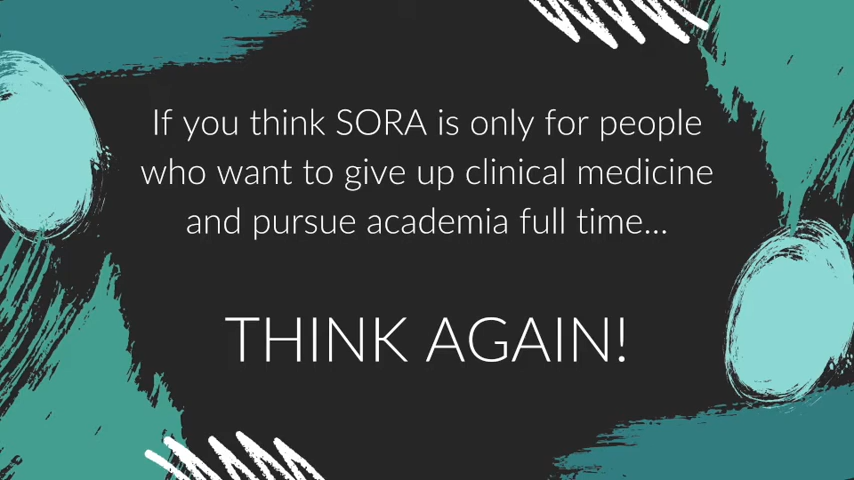 If you think SORA is only for people
who want to give up clinical medicine
and pursue academia full time...
THINK AGAIN!